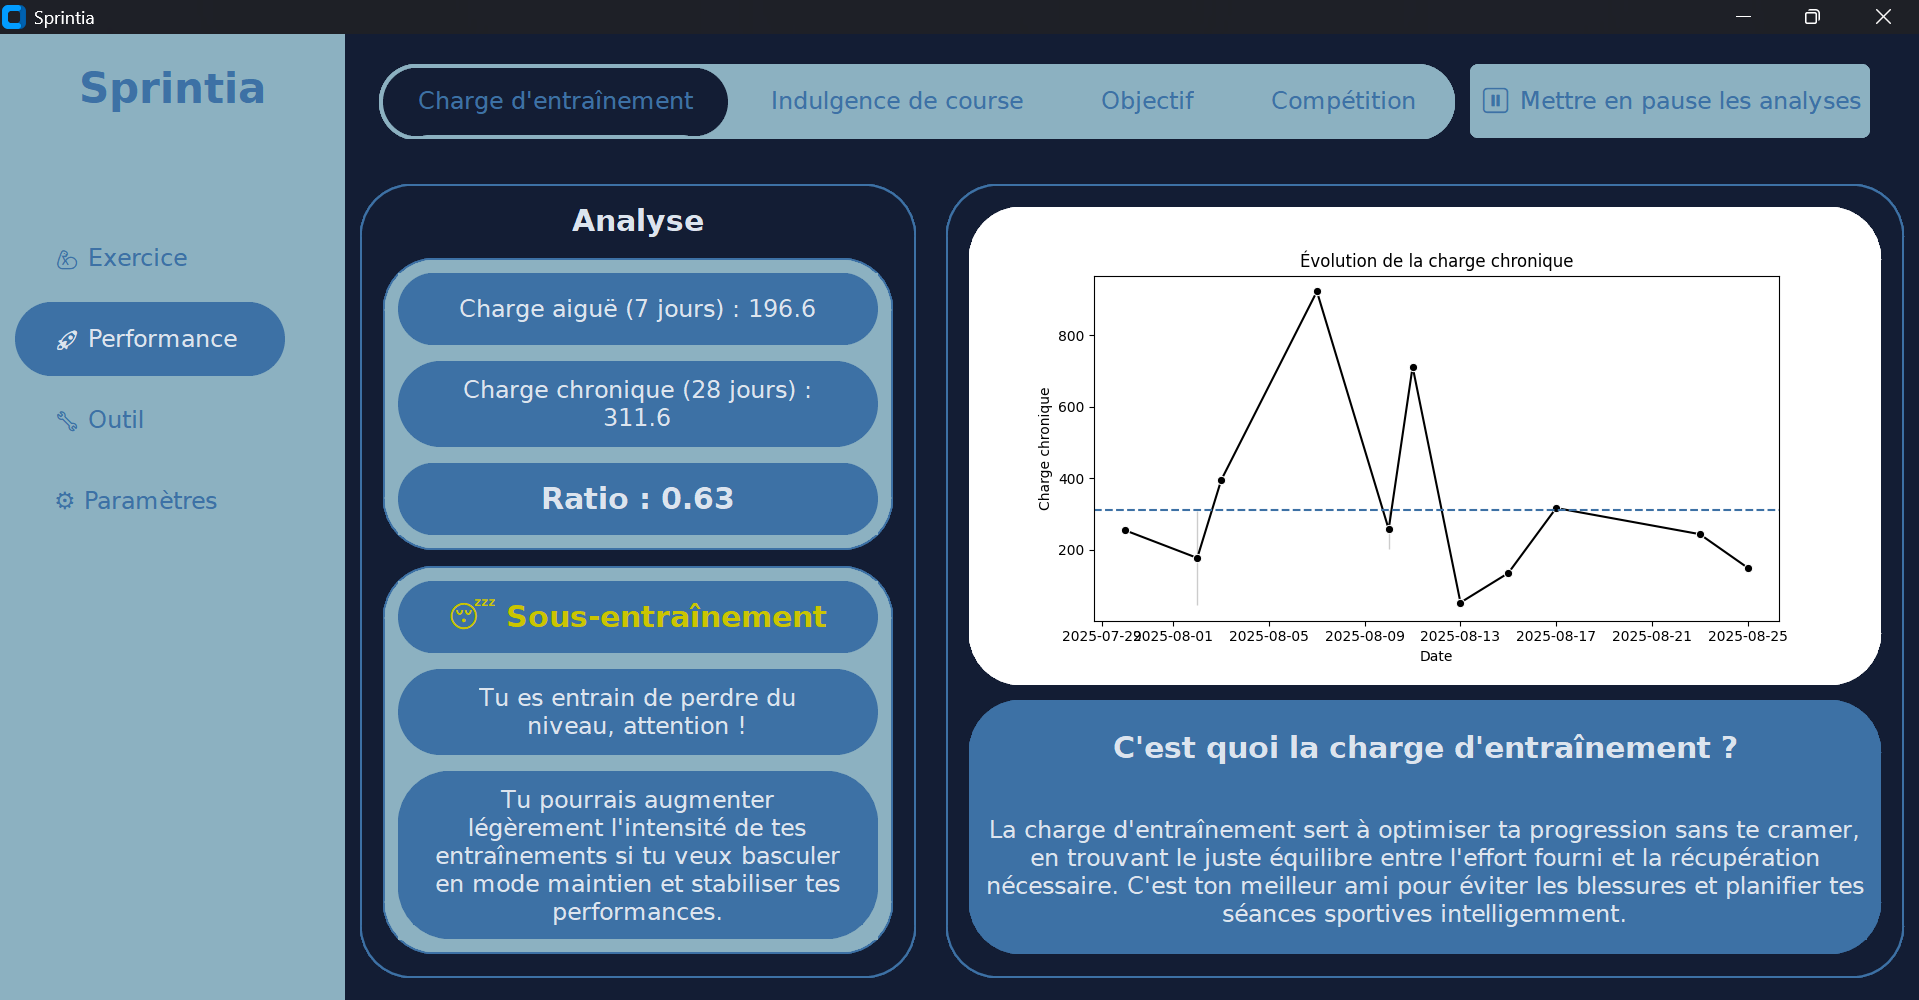 Sprintia
Sprintia
Exercice
Performance
Outil
Paramètres
Charge d'entraînement
Indulgence de course
Objectif
Compétition
Mettre en pause les analyses
Analyse
Charge aiguë (7 jours) : 196.6
Charge chronique (28 jours) :
311.6
Ratio : 0.63
zzz
Sous-entraînement
Tu es entrain de perdre du
niveau, attention !
Tu pourrais augmenter
légèrement l'intensité de tes
entraînements si tu veux basculer
en mode maintien et stabiliser tes
performances.
Évolution de la charge chronique
Charge chronique
800
600
400
200
2025-07-29
2025-08-01
2025-08-05
2025-08-09
2025-08-13
2025-08-17
2025-08-21
2025-08-25
Date
C'est quoi la charge d'entraînement ?
La charge d'entraînement sert à optimiser ta progression sans te cramer,
en trouvant le juste équilibre entre l'effort fourni et la récupération
nécessaire. C'est ton meilleur ami pour éviter les blessures et planifier tes
séances sportives intelligemment.